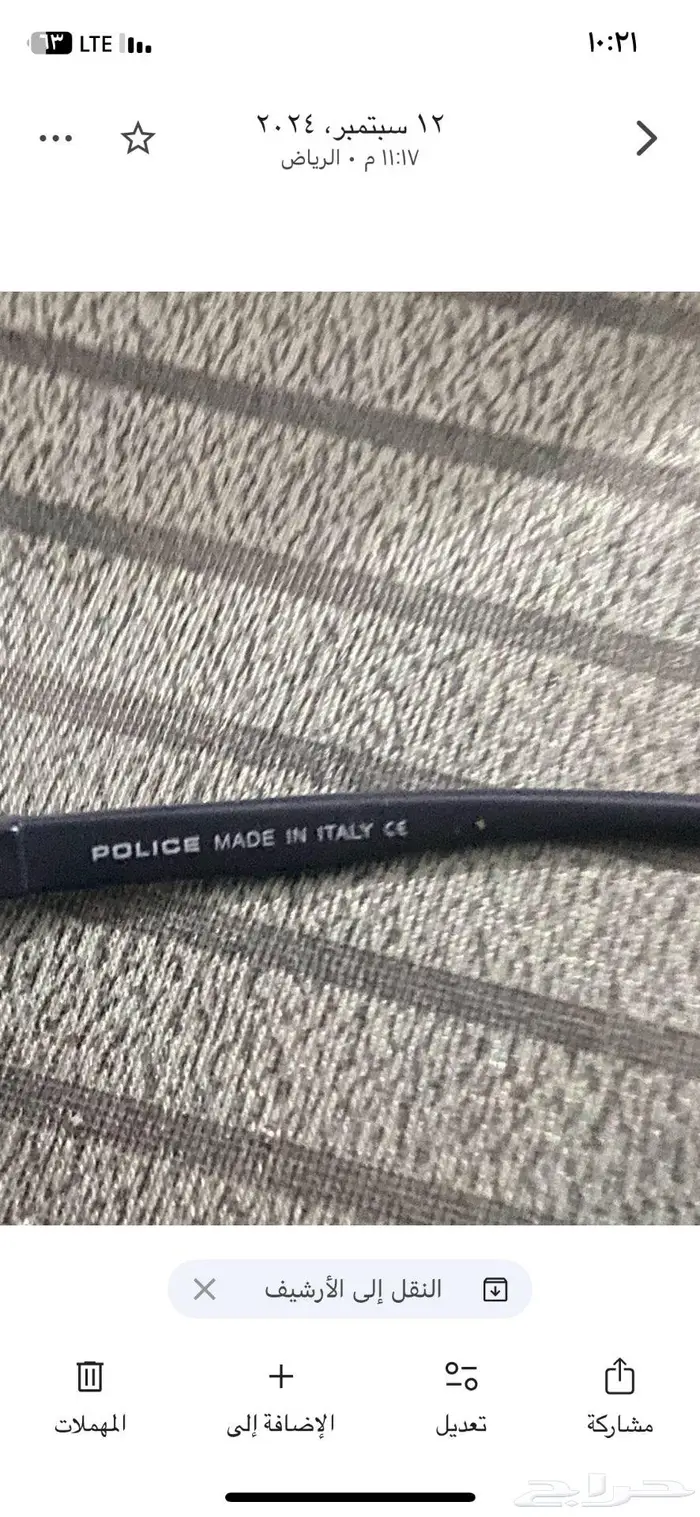 ١٠:٢١
LTE ٦٣
١٢ سبتمبر، ٢٠٢٤
١١:١٧ م • الرياض
POLICE MADE IN ITALY CE
النقل إلى الأرشيف
مشاركة
تعديل
الإضافة إلى
المهملات
حراج